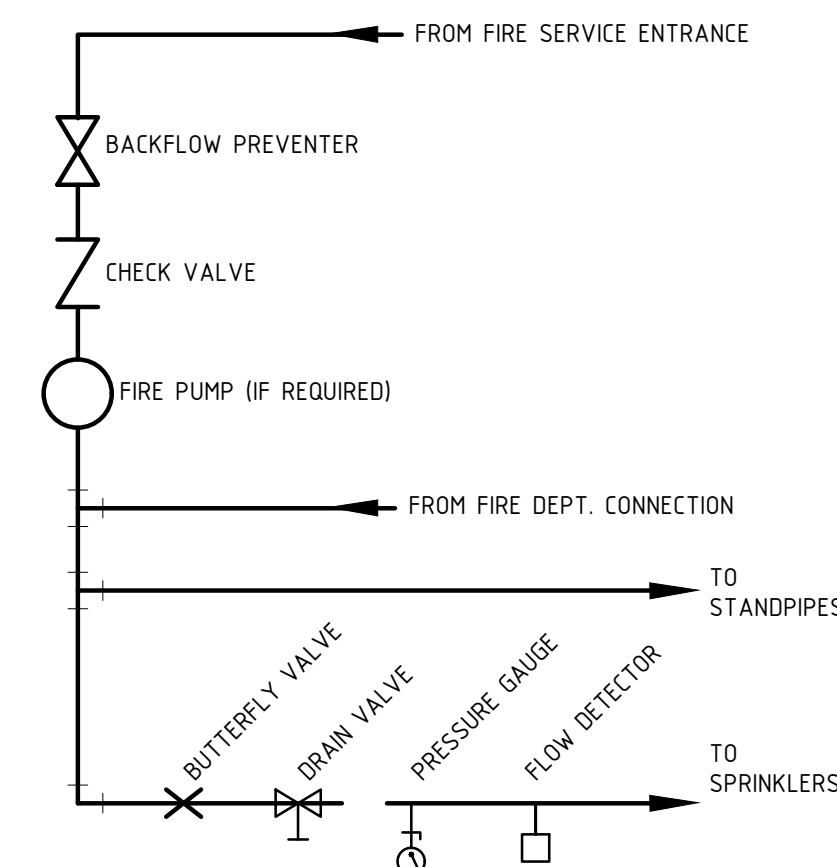 FROM FIRE SERVICE ENTRANCE
BACKFLOW PREVENTER
CHECK VALVE
FIRE PUMP (IF REQUIRED)
FROM FIRE DEPT. CONNECTION
TO
STANDPIPES
BUTTERFLY VALVE
DRAIN VALVE
PRESSURE GAUGE
FLOW DETECTOR
TO
SPRINKLERS